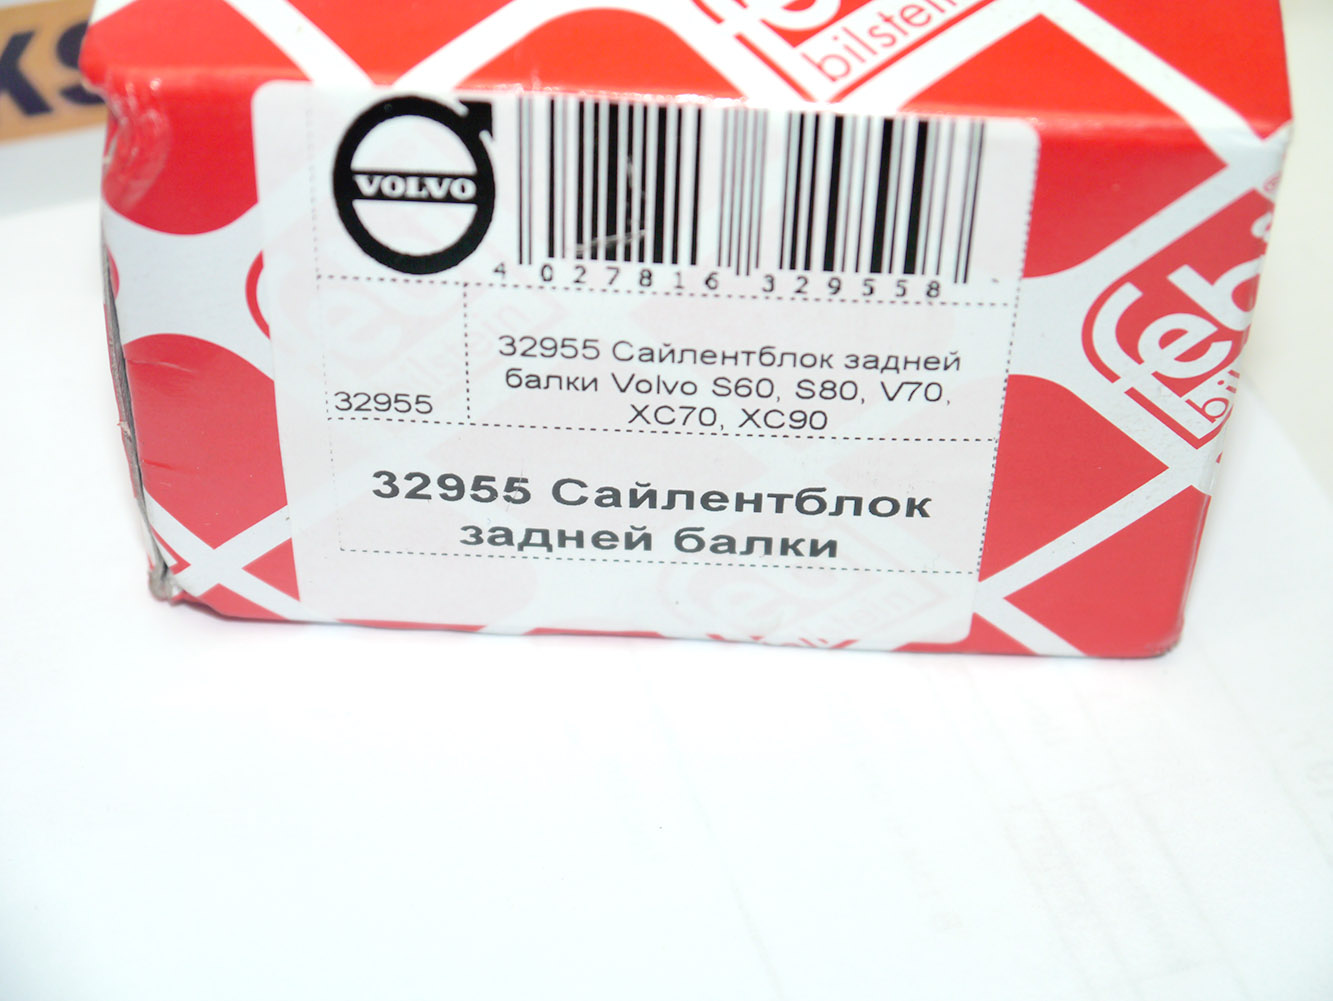 bilstein
VOLVO
4 027816 329558
32955
32955 Сайлентблок задней
балки Volvo S60, S80, V70,
XC70, XC90
32955 Сайлентблок
задней балки
febi